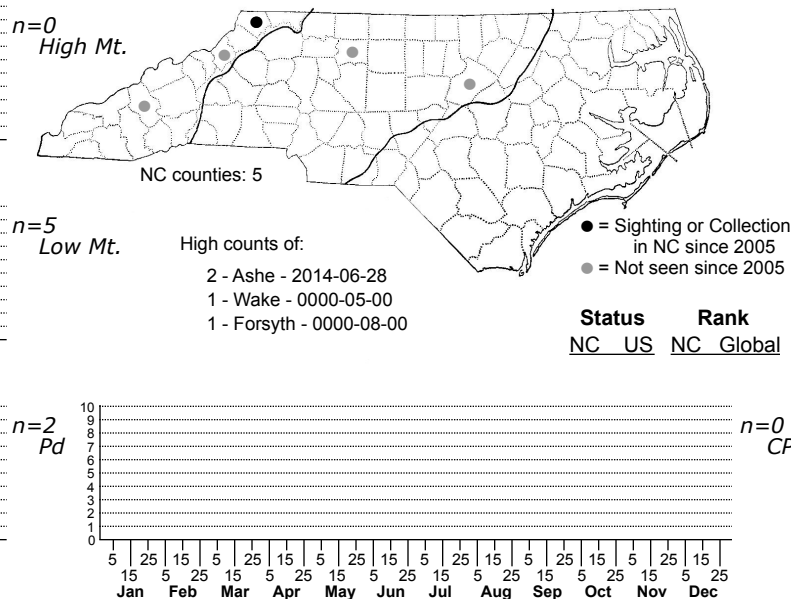 n=0
High Mt.
NC counties: 5
n=5
Low Mt.
High counts of:
2 - Ashe - 2014-06-28
1 - Wake - 0000-05-00
1 - Forsyth - 0000-08-00
= Sighting or Collection
in NC since 2005
= Not seen since 2005
Status Rank
NC US NC Global
n=2
Pd
10
9
8
7
6
5
4
3
2
1
0
n=0
CP
5 25 15 5 25 15 5 25 15 5 25 15 5 25 15 5 25 15
15 5 25 15 5 25 15 5 25 15 5 25 15 5 25 15 5 25
Jan Feb Mar Apr May Jun Jul Aug Sep Oct Nov Dec